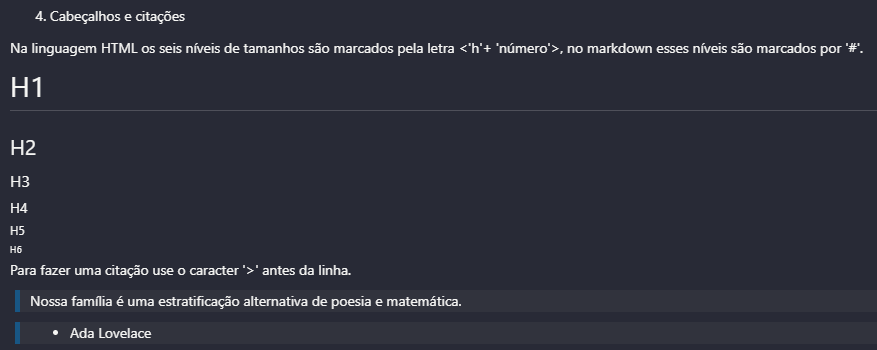 4. Cabeçalhos e citações
Na linguagem HTML os seis níveis de tamanhos são marcados pela letra <'h'+ 'número'>, no markdown esses níveis são marcados por '#'.
H1
H2
H3
H4
H5
H6
Para fazer uma citação use o caracter '>' antes da linha.
Nossa família é uma estratificação alternativa de poesia e matemática.
• Ada Lovelace